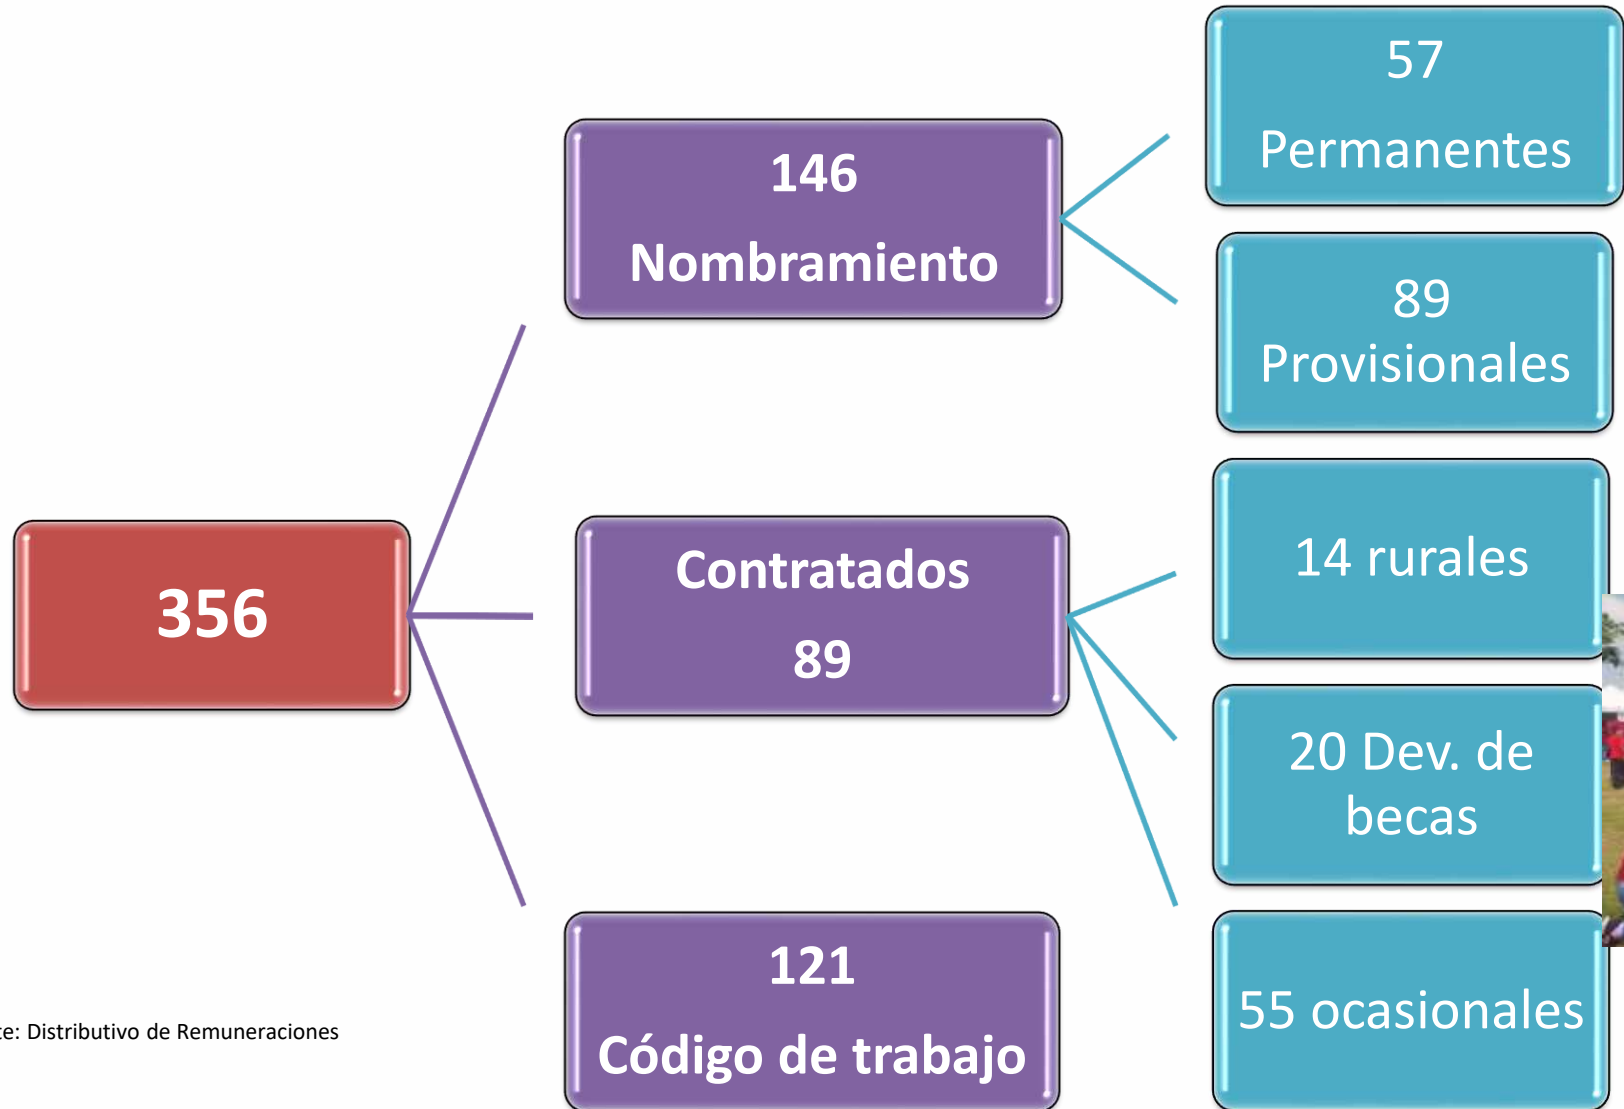 356
146
Nombramiento
57
Permanentes
89
Provisionales
Contratados
89
14 rurales
20 Dev. de
becas
55 ocasionales
121
Código de trabajo
te: Distributivo de Remuneraciones